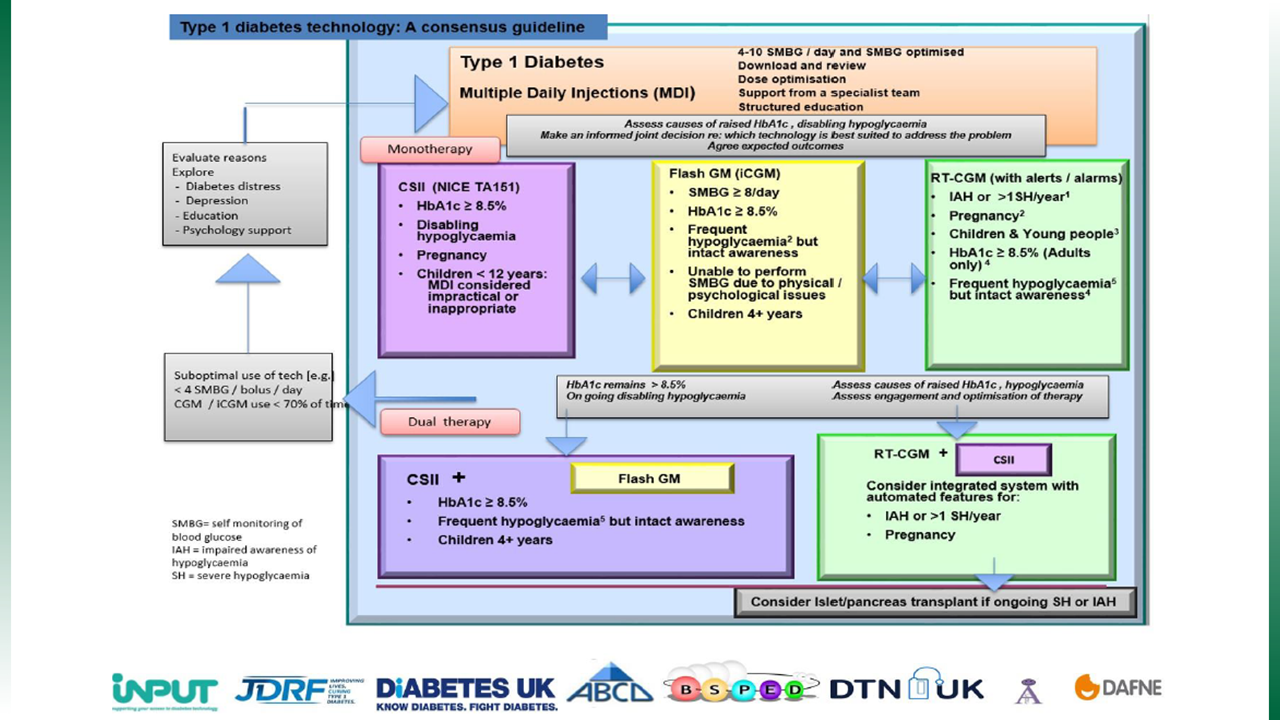 Type 1 diabetes technology: A consensus guideline
Type 1 Diabetes
Multiple Daily Injections (MDI)
4-10 SMBG / day and SMBG optimised
Download and review
Dose optimisation
Support from a specialist team
Structured education
Assess causes of raised HbA1c , disabling hypoglycaemia
Make an informed joint decision re: which technology is best suited to address the problem
Agree expected outcomes
Monotherapy
CSII (NICE TA151)
• HbA1c ≥ 8.5%
• Disabling
hypoglycaemia
• Pregnancy
• Children < 12 years:
MDI considered
impractical or
inappropriate
Flash GM (iCGM)
• SMBG ≥ 8/day
• HbA1c ≥ 8.5%
• Frequent
hypoglycaemia² but
intact awareness
• Unable to perform
SMBG due to physical /
psychological issues
• Children 4+ years
RT-CGM (with alerts / alarms)
• IAH or >1SH/year¹
• Pregnancy²
• Children & Young people³
• HbA1c ≥ 8.5% (Adults
only) ⁴
• Frequent hypoglycaemia⁵
but intact awareness⁴
Evaluate reasons
Explore
- Diabetes distress
- Depression
- Education
- Psychology support
Suboptimal use of tech [e.g.]
< 4 SMBG / bolus / day
CGM / iCGM use < 70% of time
HbA1c remains > 8.5%
On going disabling hypoglycaemia
Assess causes of raised HbA1c , hypoglycaemia
Assess engagement and optimisation of therapy
Dual therapy
CSII +
Flash GM
• HbA1c ≥ 8.5%
• Frequent hypoglycaemia⁵ but intact awareness
• Children 4+ years
RT-CGM +
CSII
Consider integrated system with
automated features for:
• IAH or >1 SH/year
• Pregnancy
Consider Islet/pancreas transplant if ongoing SH or IAH
SMBG= self monitoring of
blood glucose
IAH = impaired awareness of
hypoglycaemia
SH = severe hypoglycaemia
iNPUT
supporting your access to diabetes technology
JDRF
IMPROVING
LIVES.
CURING
TYPE 1
DIABETES.
DiABETES UK
KNOW DIABETES. FIGHT DIABETES.
ABCD
B-S-P-E-D
DTN UK
DAFNE